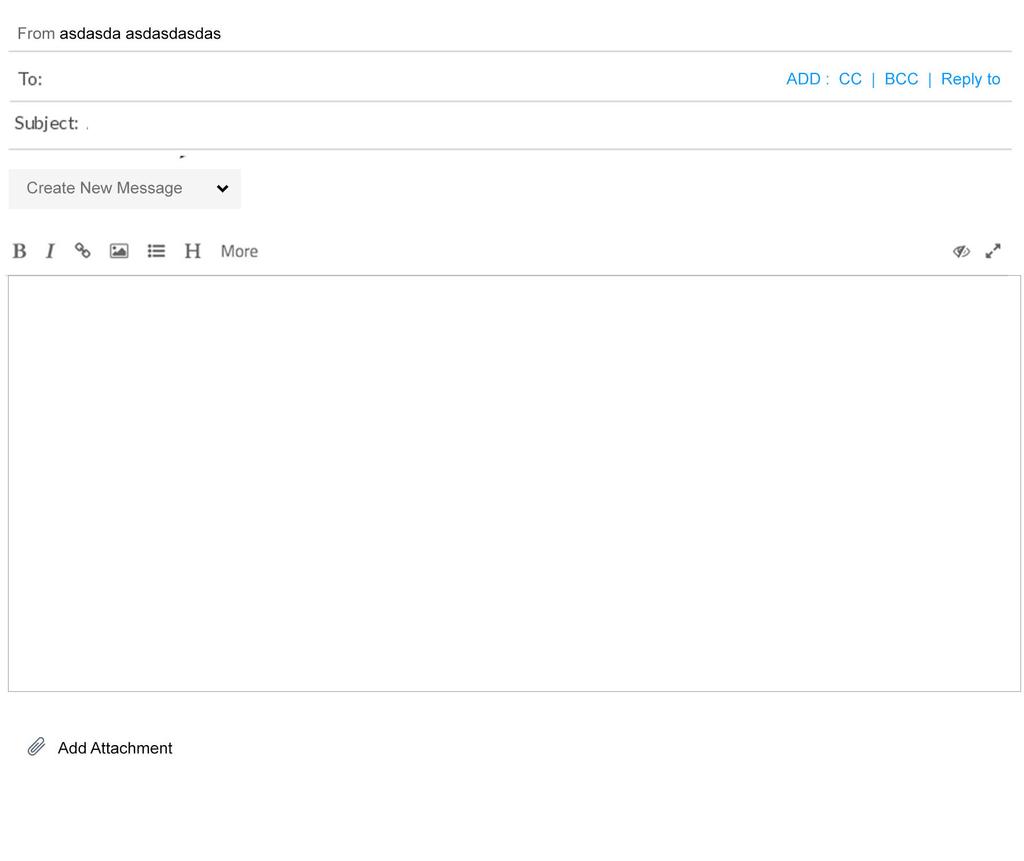 From asdasda asdasdasdas
To: ADD : CC | BCC | Reply to
Subject: .
Create New Message
B I H More
Add Attachment